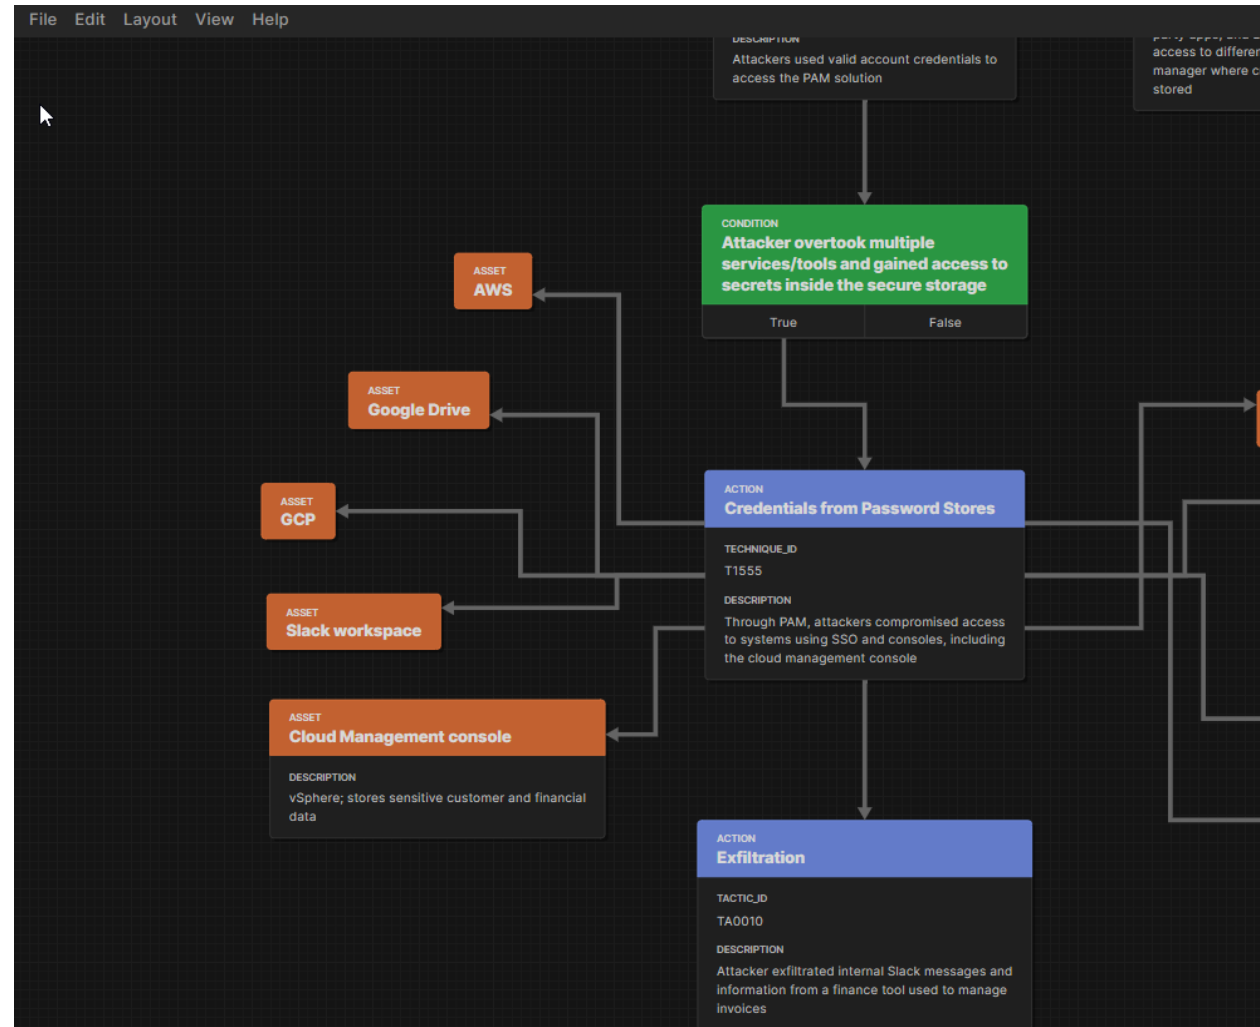 File Edit Layout View Help
DESCRIPTION
Attackers used valid account credentials to
access the PAM solution
party apps, and
access to differen
manager where c
stored
CONDITION
Attacker overtook multiple
services/tools and gained access to
secrets inside the secure storage
True False
ASSET
AWS
ASSET
Google Drive
ASSET
GCP
ASSET
Slack workspace
ASSET
Cloud Management console
DESCRIPTION
vSphere; stores sensitive customer and financial
data
ACTION
Credentials from Password Stores
TECHNIQUE_ID
T1555
DESCRIPTION
Through PAM, attackers compromised access
to systems using SSO and consoles, including
the cloud management console
ACTION
Exfiltration
TACTIC_ID
TA0010
DESCRIPTION
Attacker exfiltrated internal Slack messages and
information from a finance tool used to manage
invoices